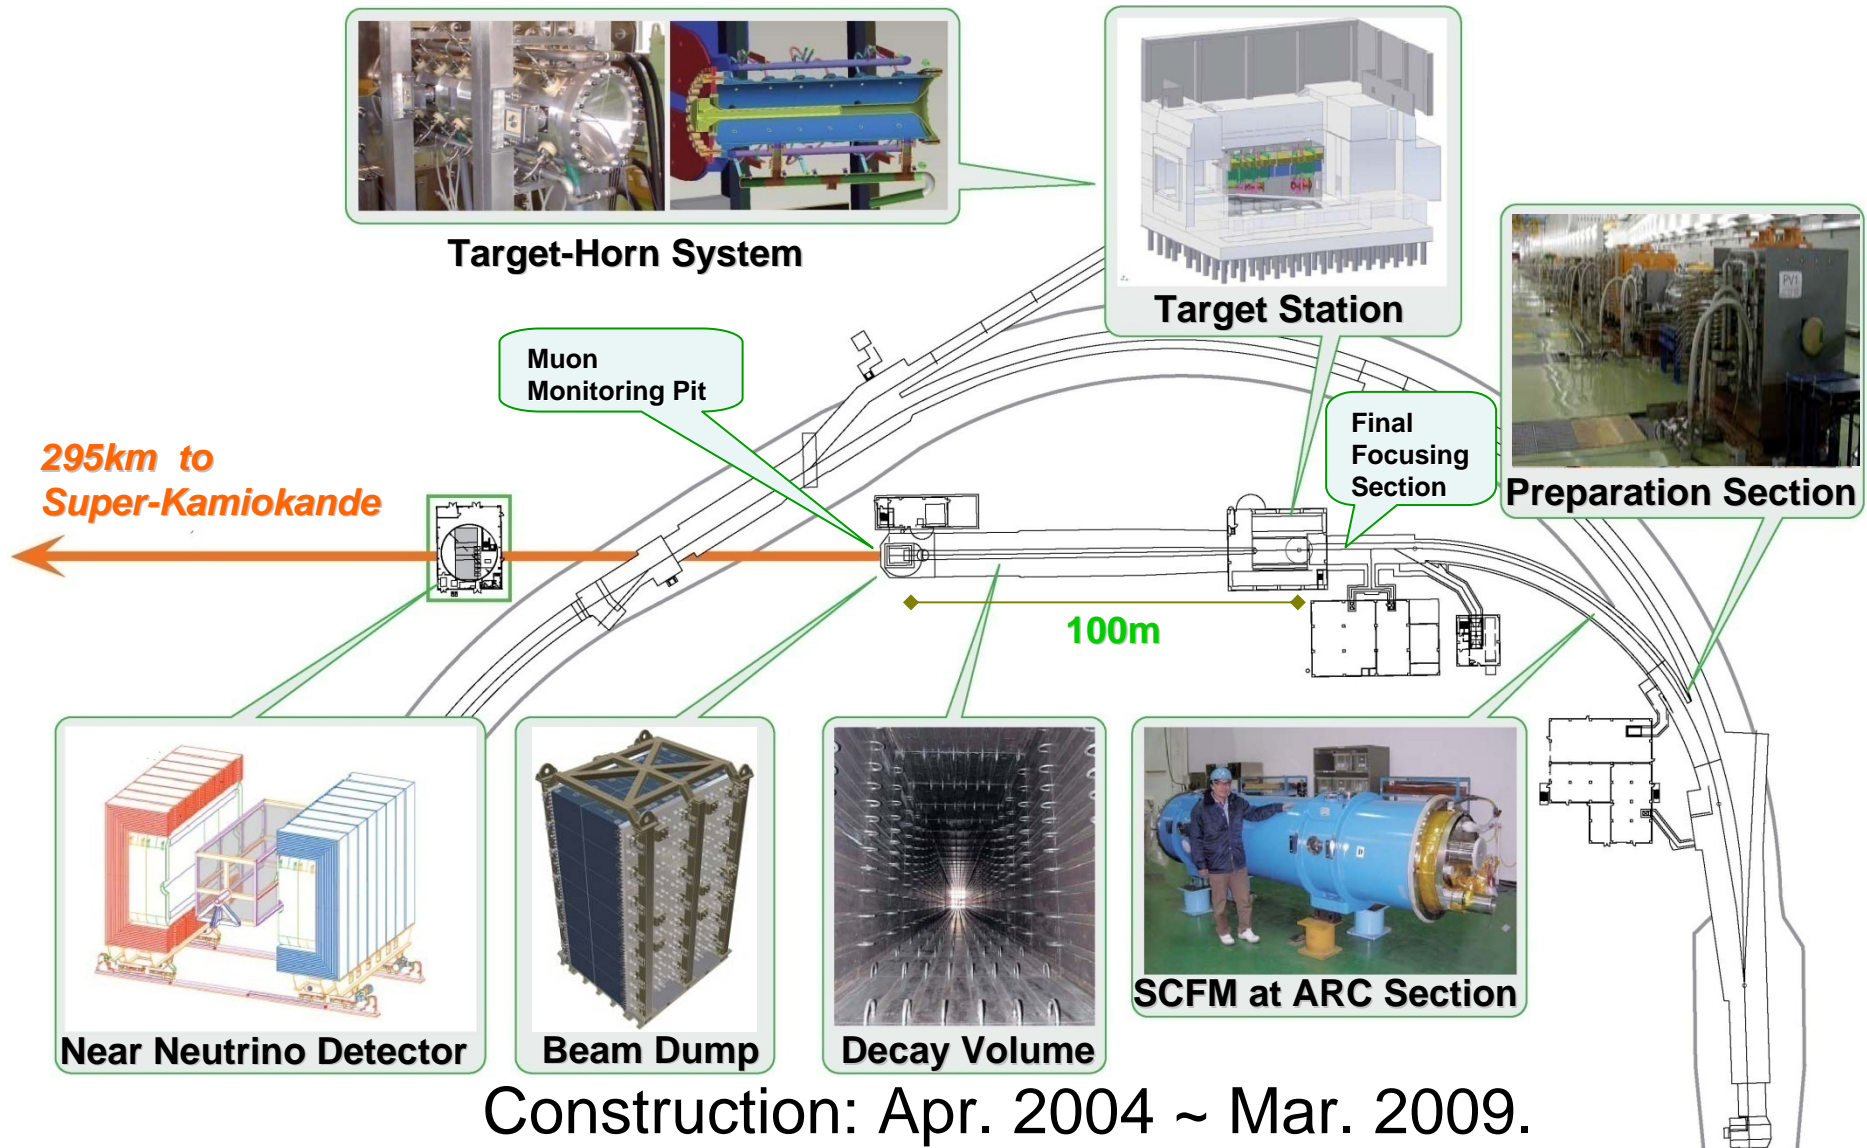 Target-Horn System
Target Station
PV1
Preparation Section
Muon
Monitoring Pit
Final
Focusing
Section
295km to
Super-Kamiokande
100m
Near Neutrino Detector
Beam Dump
Decay Volume
SCFM at ARC Section
Construction: Apr. 2004 ~ Mar. 2009.